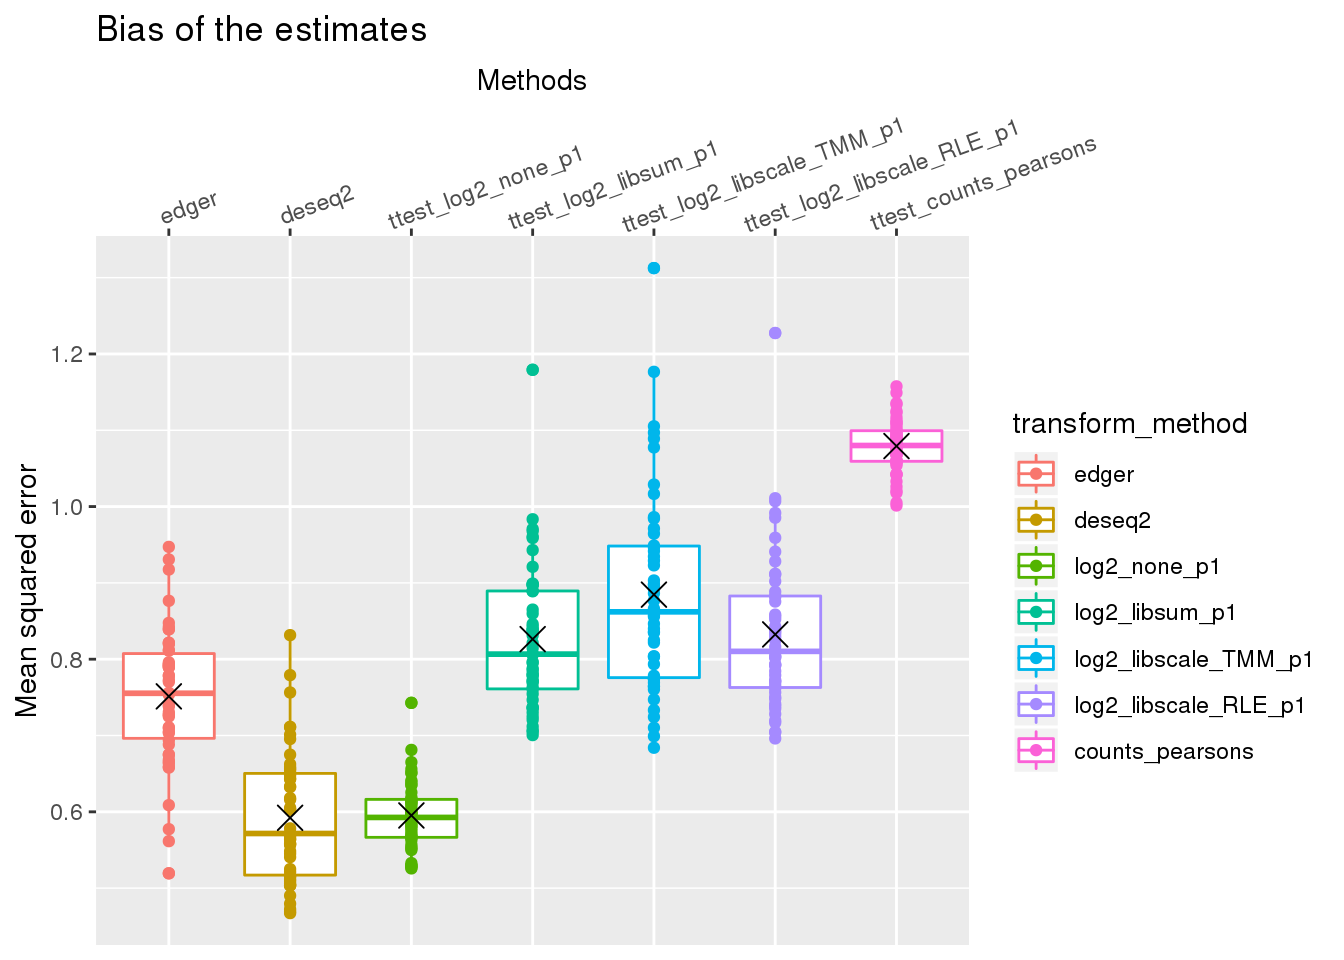 Bias of the estimates
Methods
edger
deseq2
ttest_log2_none_p1
ttest_log2_libsum_p1
ttest_log2_libscale_TMM_p1
ttest_log2_libscale_RLE_p1
ttest_counts_pearsons
Mean squared error
1.2
1.0
0.8
0.6
transform_method
edger
deseq2
log2_none_p1
log2_libsum_p1
log2_libscale_TMM_p1
log2_libscale_RLE_p1
counts_pearsons